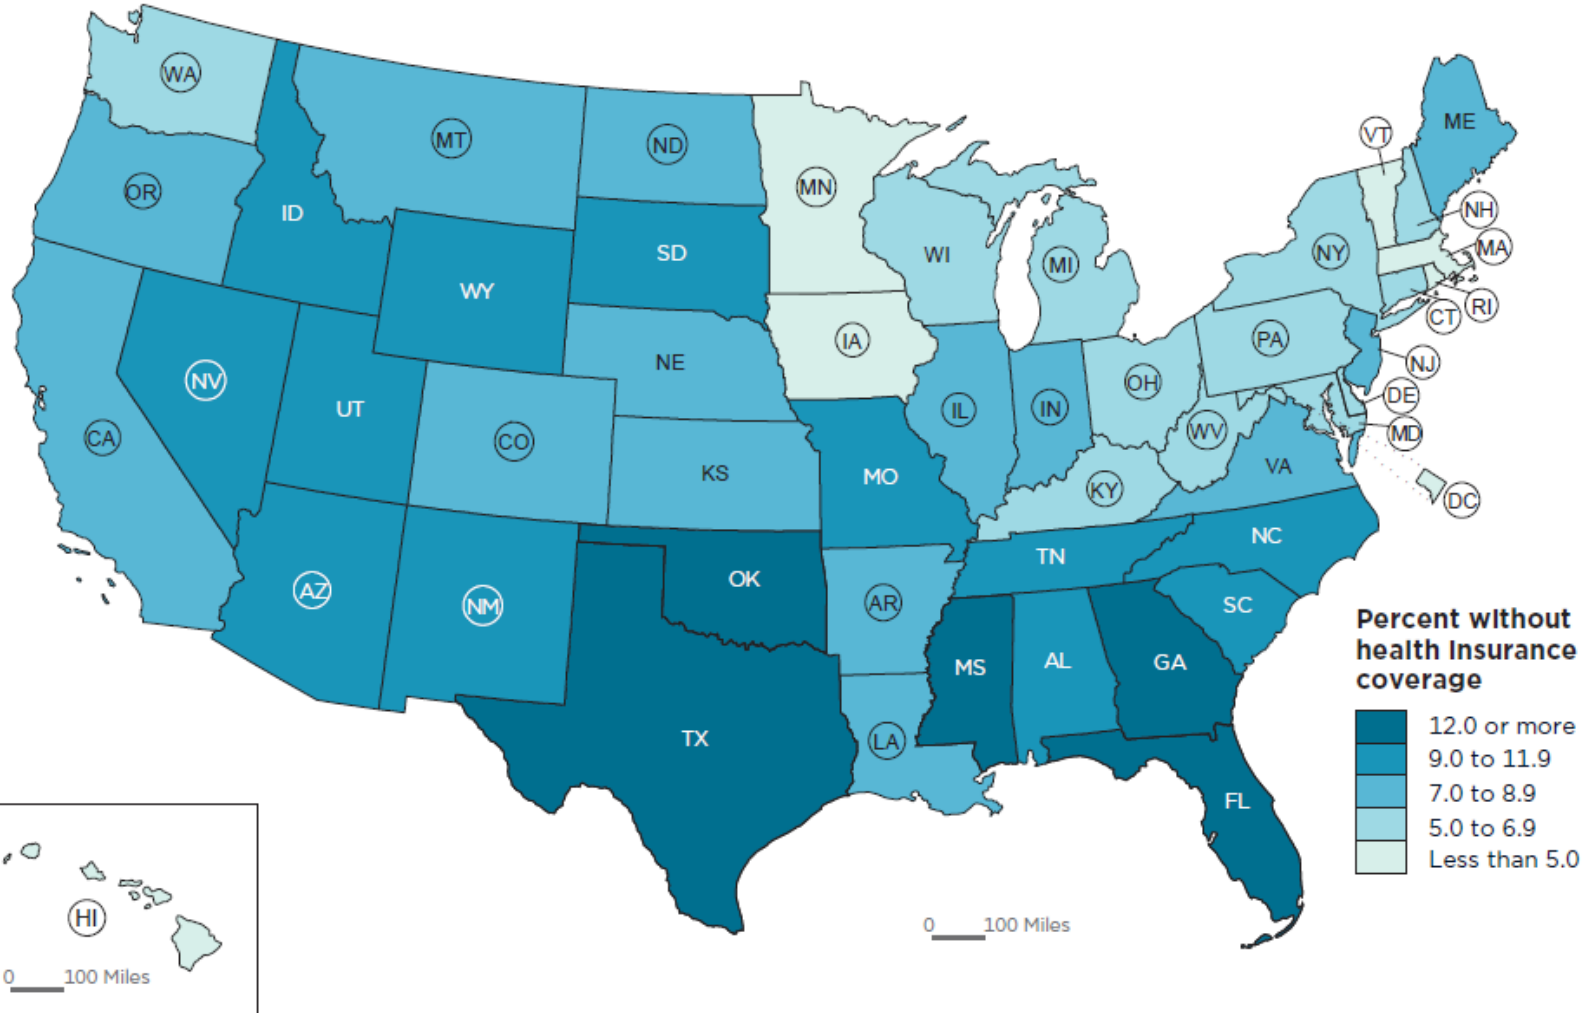 WA
MT
ND
MN
ME
VT
OR
ID
SD
WI
MI
NY
NH
MA
RI
CT
WY
IA
PA
NJ
NE
NV
UT
CO
IL
IN
OH
DE
MD
WV
CA
KS
MO
KY
VA
DC
TN
NC
AZ
NM
OK
AR
SC
MS
AL
GA
TX
LA
FL
HI
Percent without
health insurance
coverage
12.0 or more
9.0 to 11.9
7.0 to 8.9
5.0 to 6.9
Less than 5.0
0 100 Miles
0 100 Miles